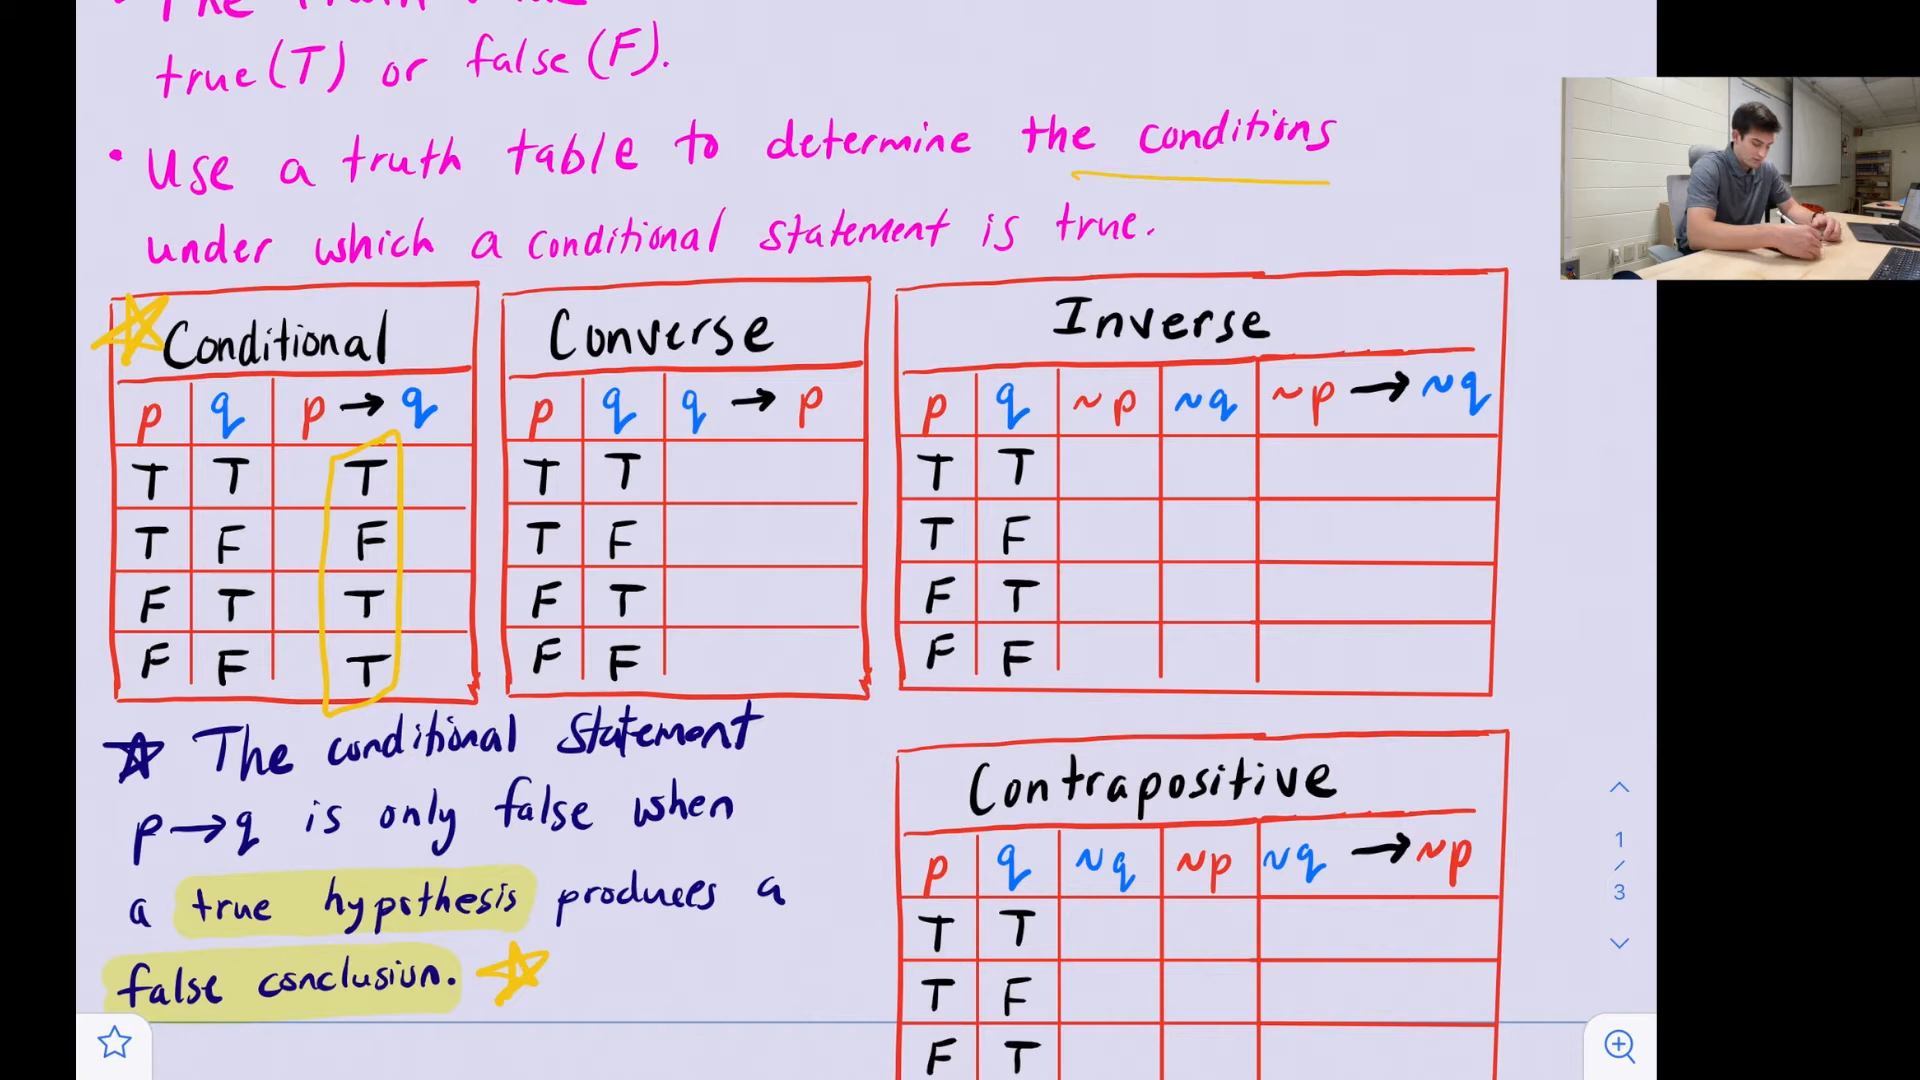 true (T) or false (F).
• Use a truth table to determine the conditions
under which a conditional statement is true.
Conditional
p q p → q
T T T
T F F
F T T
F F T
Converse
p q q → p
T T
T F
F T
F F
Inverse
p q ~p ~q ~p → ~q
T T
T F
F T
F F
☆ The conditional statement
p → q is only false when
a true hypothesis produces a
false conclusion. ☆
Contrapositive
p q ~q ~p ~q → ~p
T T
T F
F T
1
/
3